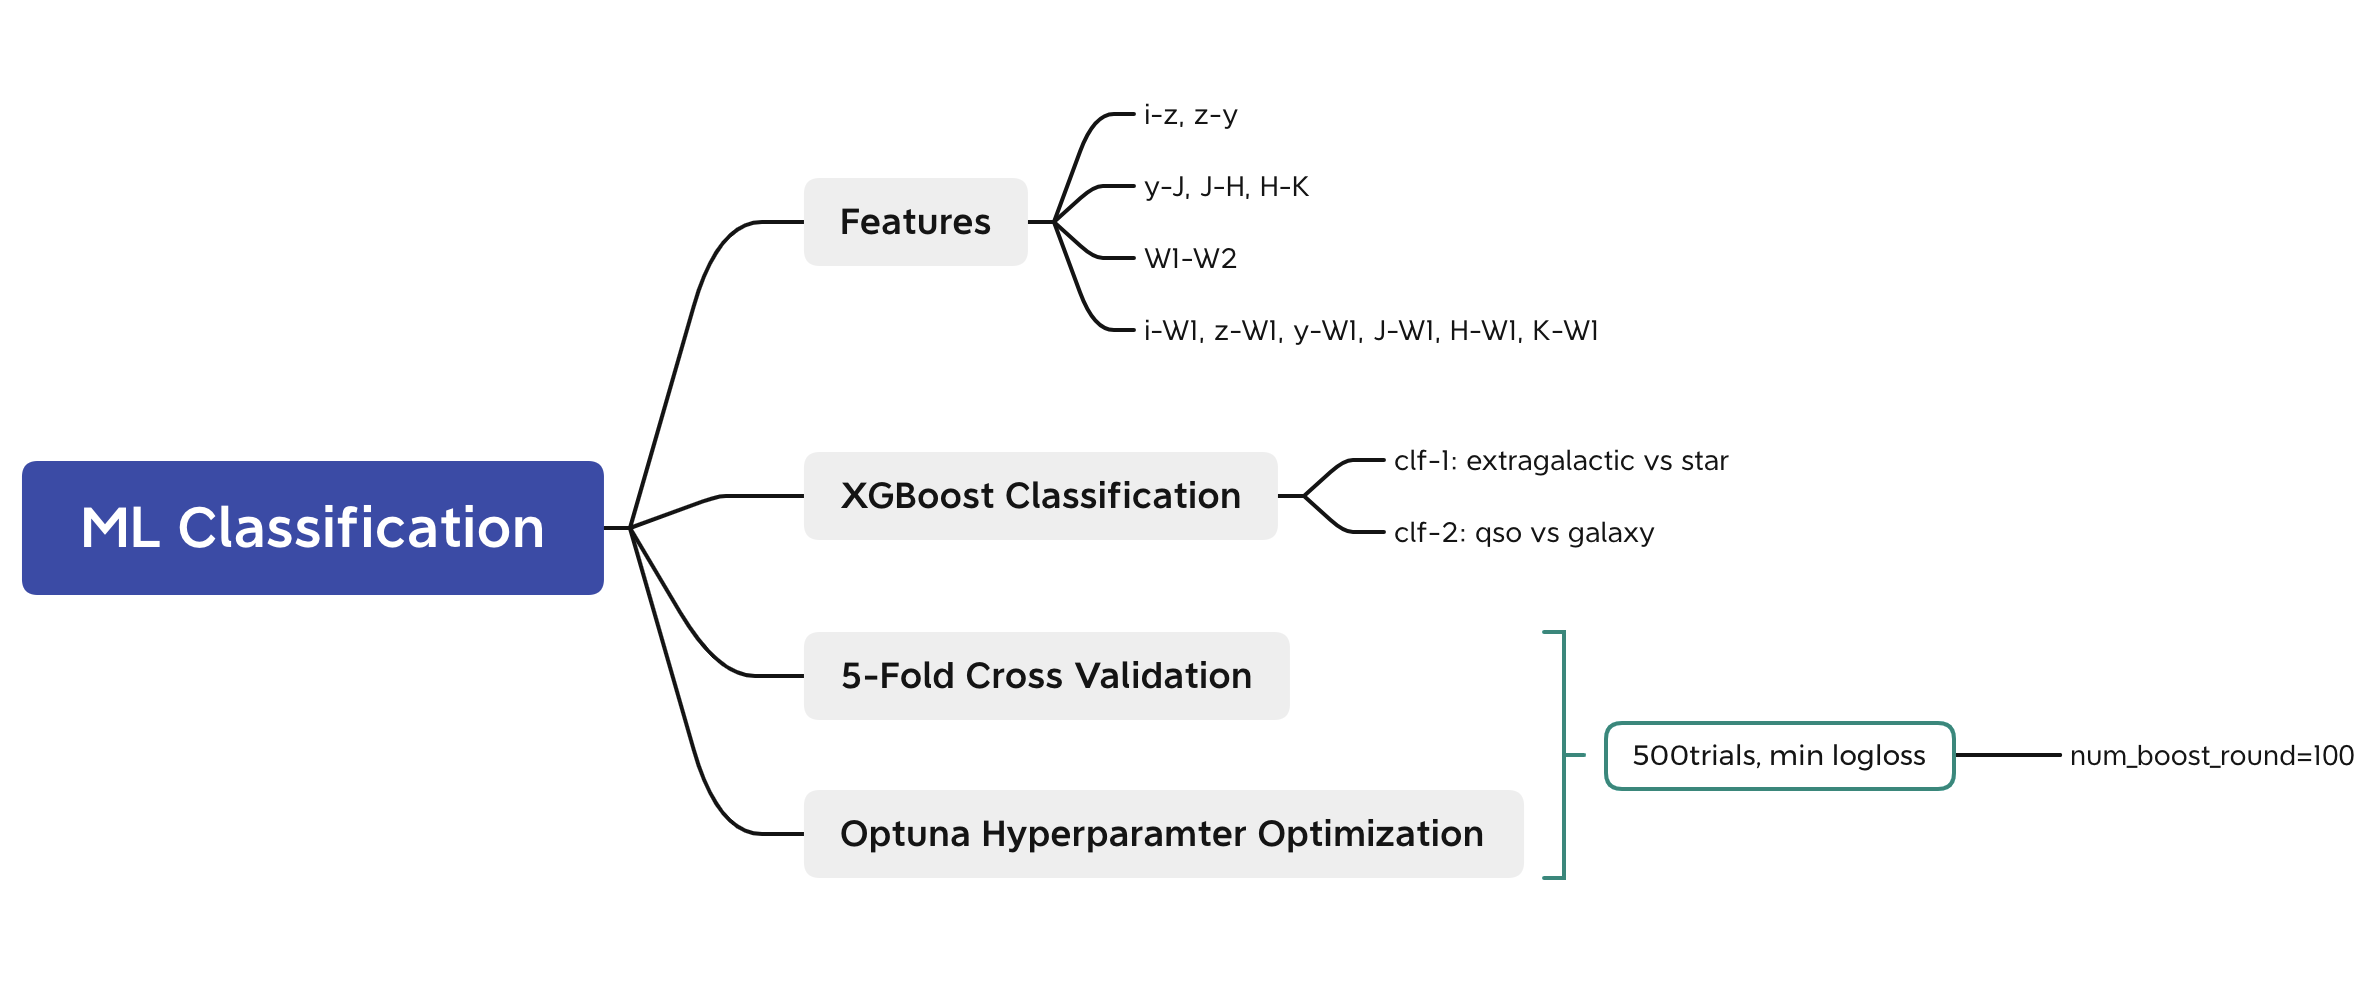 ML Classification
Features
i-z, z-y
y-J, J-H, H-K
W1-W2
i-W1, z-W1, y-W1, J-W1, H-W1, K-W1
XGBoost Classification
clf-1: extragalactic vs star
clf-2: qso vs galaxy
5-Fold Cross Validation
Optuna Hyperparamter Optimization
500trials, min logloss
num_boost_round=100